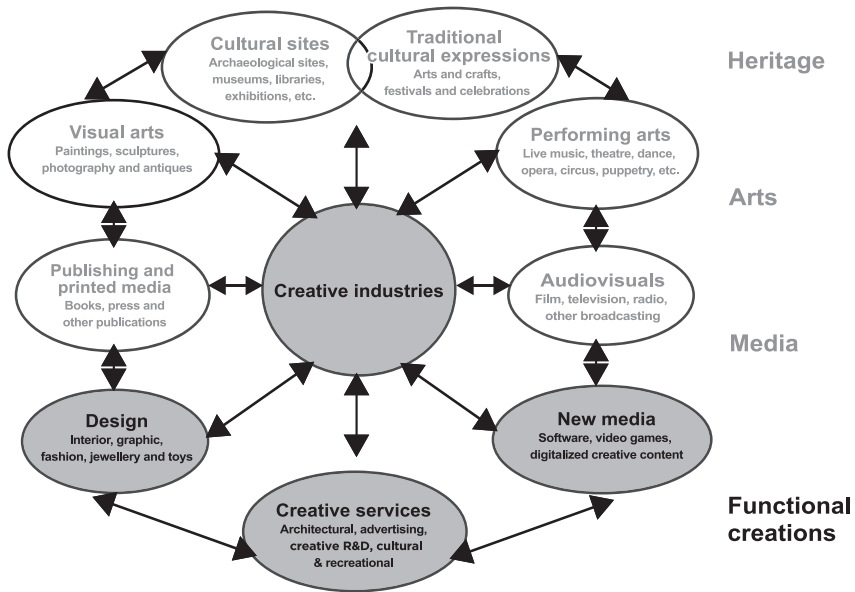 Cultural sites
Archaeological sites,
museums, libraries,
exhibitions, etc.
Traditional
cultural expressions
Arts and crafts,
festivals and celebrations
Heritage
Visual arts
Paintings, sculptures,
photography and antiques
Performing arts
Live music, theatre, dance,
opera, circus, puppetry, etc.
Arts
Creative industries
Publishing and
printed media
Books, press and
other publications
Audiovisuals
Film, television, radio,
other broadcasting
Media
Design
Interior, graphic,
fashion, jewellery and toys
New media
Software, video games,
digitalized creative content
Creative services
Architectural, advertising,
creative R&D, cultural
& recreational
Functional
creations